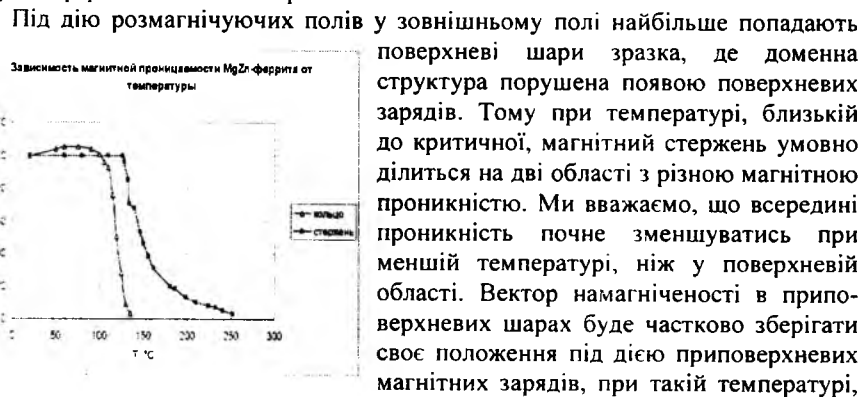 Під дію розмагнічуючих полів у зовнішньому полі найбільше попадають
поверхневі шари зразка, де доменна
структура порушена появою поверхневих
зарядів. Тому при температурі, близькій
до критичної, магнітний стержень умовно
ділиться на дві області з різною магнітною
проникністю. Ми вважаємо, що всередині
проникність почне зменшуватись при
меншій температурі, ніж у поверхневій
області. Вектор намагніченості в припо-
верхневих шарах буде частково зберігати
своє положення під дією приповерхневих
магнітних зарядів, при такій температурі,
Зависимость магнитной проницаемости MgZn-феррита от
температуры
кольцо
стержень
50 100 150 200 250 300
T °C